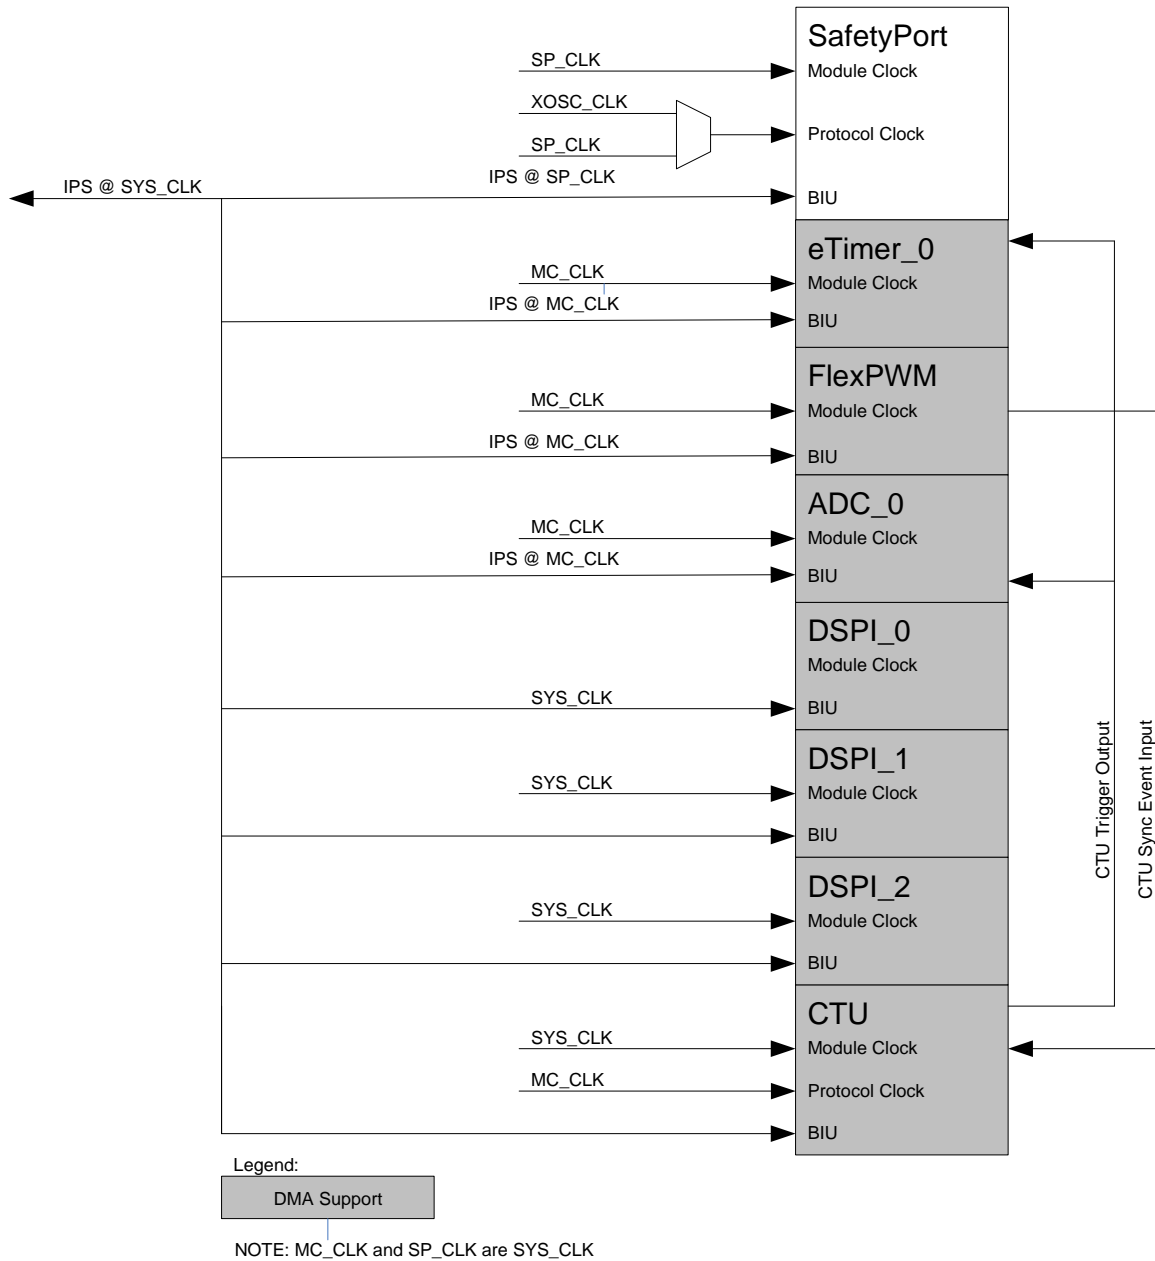 SafetyPort
SP_CLK
Module Clock
XOSC_CLK
Protocol Clock
SP_CLK
IPS @ SP_CLK
IPS @ SYS_CLK
BIU
eTimer_0
MC_CLK
Module Clock
IPS @ MC_CLK
BIU
FlexPWM
MC_CLK
Module Clock
IPS @ MC_CLK
BIU
ADC_0
MC_CLK
Module Clock
IPS @ MC_CLK
BIU
DSPI_0
Module Clock
SYS_CLK
BIU
DSPI_1
SYS_CLK
Module Clock
BIU
DSPI_2
SYS_CLK
Module Clock
BIU
CTU
SYS_CLK
Module Clock
MC_CLK
Protocol Clock
BIU
CTU Trigger Output
CTU Sync Event Input
Legend:
DMA Support
NOTE: MC_CLK and SP_CLK are SYS_CLK